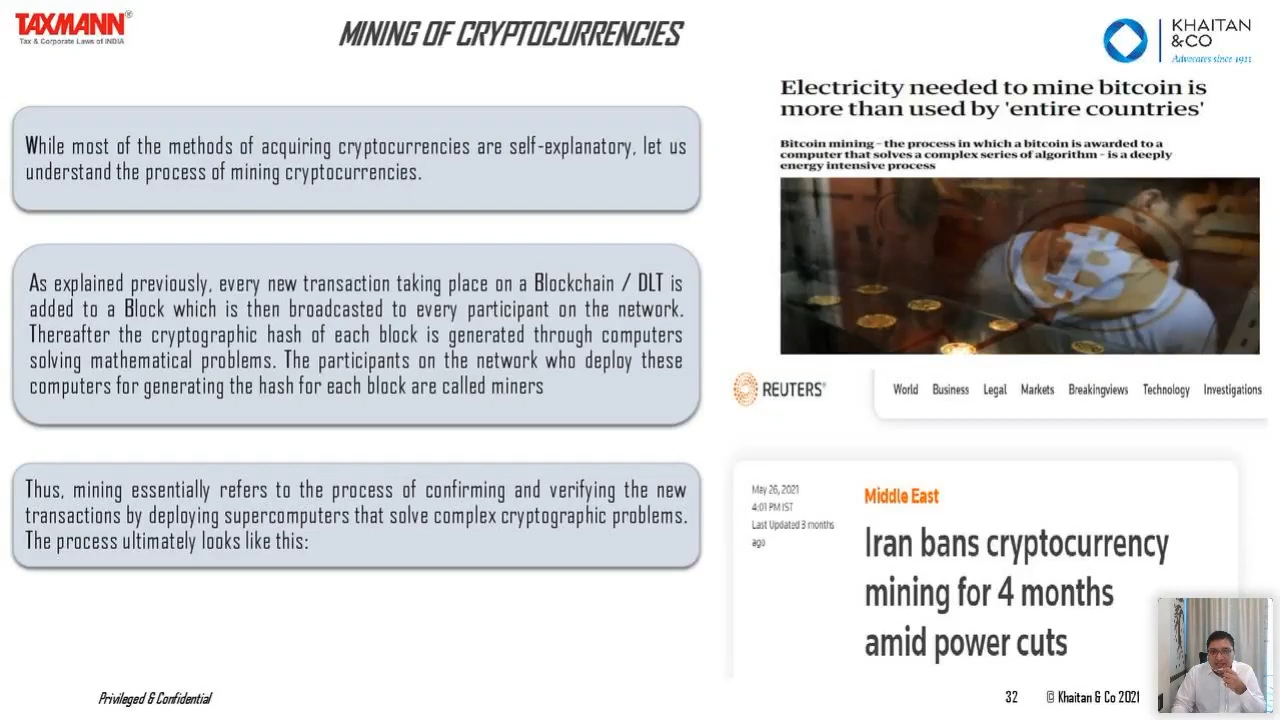 TAXMANN®
Tax & Corporate Laws of INDIA
MINING OF CRYPTOCURRENCIES
KHAITAN
&CO
Advocates since 1911
While most of the methods of acquiring cryptocurrencies are self-explanatory, let us
understand the process of mining cryptocurrencies.
As explained previously, every new transaction taking place on a Blockchain / DLT is
added to a Block which is then broadcasted to every participant on the network.
Thereafter the cryptographic hash of each block is generated through computers
solving mathematical problems. The participants on the network who deploy these
computers for generating the hash for each block are called miners
Thus, mining essentially refers to the process of confirming and verifying the new
transactions by deploying supercomputers that solve complex cryptographic problems.
The process ultimately looks like this:
Electricity needed to mine bitcoin is
more than used by 'entire countries'
Bitcoin mining – the process in which a bitcoin is awarded to a
computer that solves a complex series of algorithm – is a deeply
energy intensive process
REUTERS®
World Business Legal Markets Breakingviews Technology Investigations
May 26, 2021
4:01 PM IST
Last Updated 3 months
ago
Middle East
Iran bans cryptocurrency
mining for 4 months
amid power cuts
Privileged & Confidential
32
© Khaitan & Co 2021